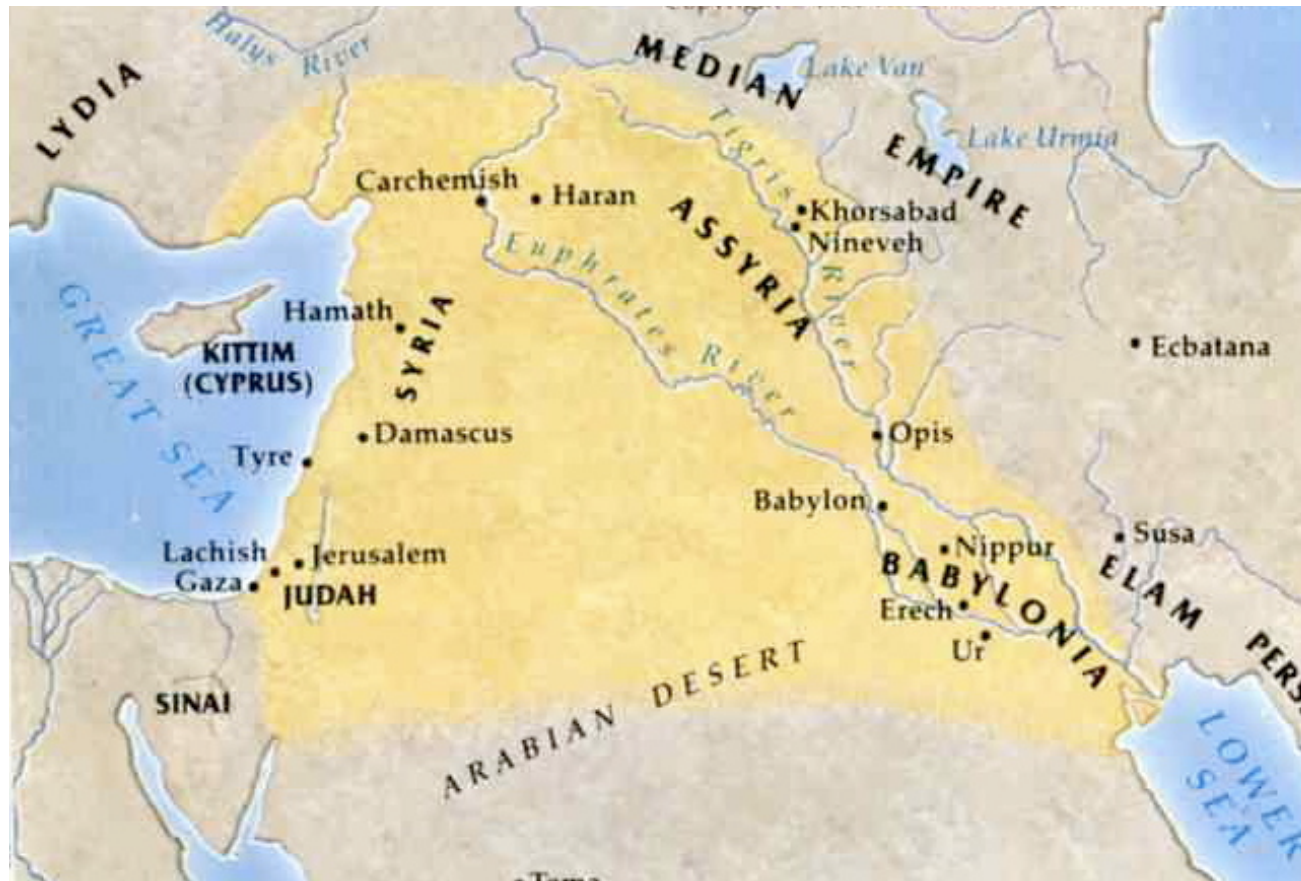 Halys River
MEDIAN EMPIRE
Lake Van
LYDIA
Tigris River
Lake Urmia
Carchemish
Haran
ASSYRIA
Khorsabad
Nineveh
Euphrates River
GREAT SEA
Hamath
SYRIA
KITTIM
(CYPRUS)
Ecbatana
Damascus
Opis
Tyre
Babylon
Susa
Lachish
Jerusalem
Nippur
Gaza
JUDAH
BABYLONIA
ELAM
Erech
Ur
PERS
SINAI
ARABIAN DESERT
LOWER
SEA